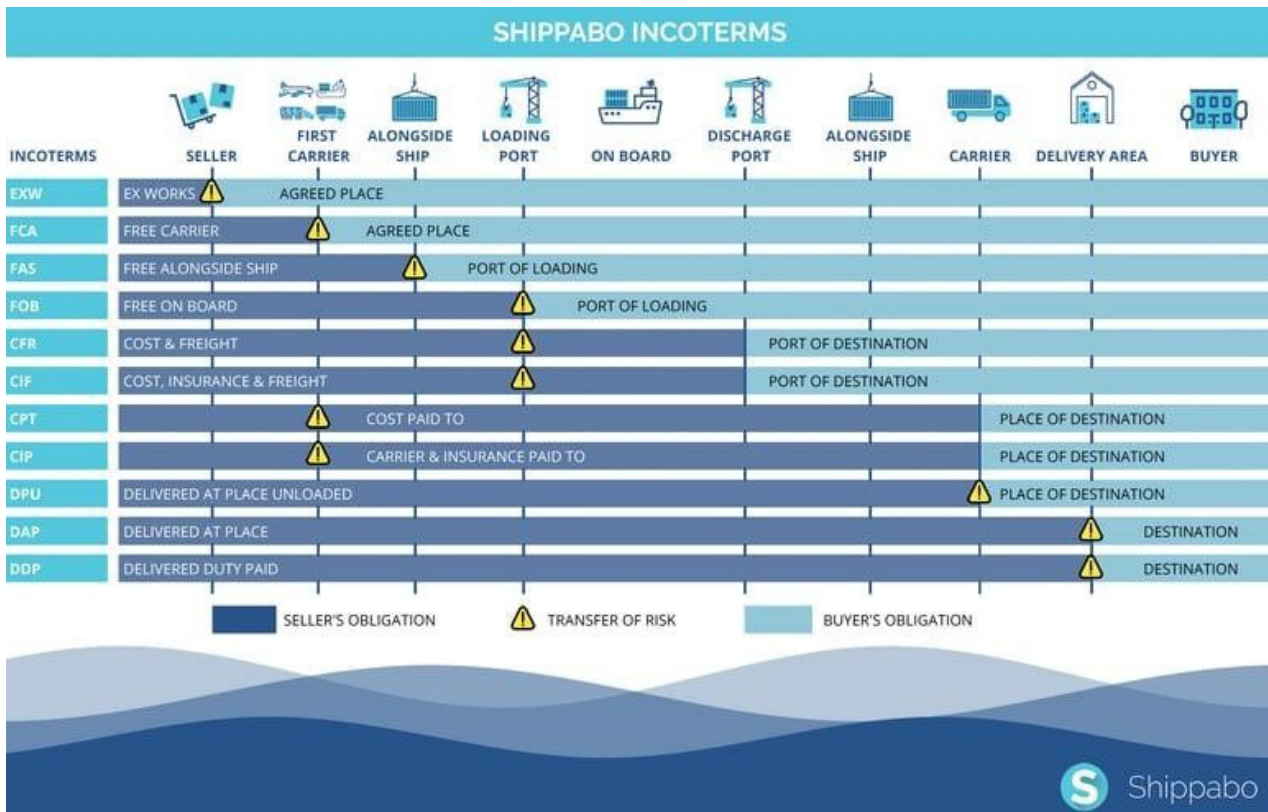 SHIPPABO INCOTERMS
INCOTERMS
SELLER
FIRST
CARRIER
ALONGSIDE
SHIP
LOADING
PORT
ON BOARD
DISCHARGE
PORT
ALONGSIDE
SHIP
CARRIER
DELIVERY AREA
BUYER
EXW EX WORKS AGREED PLACE
FCA FREE CARRIER AGREED PLACE
FAS FREE ALONGSIDE SHIP PORT OF LOADING
FOB FREE ON BOARD PORT OF LOADING
CFR COST & FREIGHT PORT OF DESTINATION
CIF COST, INSURANCE & FREIGHT PORT OF DESTINATION
CPT COST PAID TO PLACE OF DESTINATION
CIP CARRIER & INSURANCE PAID TO PLACE OF DESTINATION
DPU DELIVERED AT PLACE UNLOADED PLACE OF DESTINATION
DAP DELIVERED AT PLACE DESTINATION
DDP DELIVERED DUTY PAID DESTINATION
SELLER'S OBLIGATION TRANSFER OF RISK BUYER'S OBLIGATION
S Shippabo